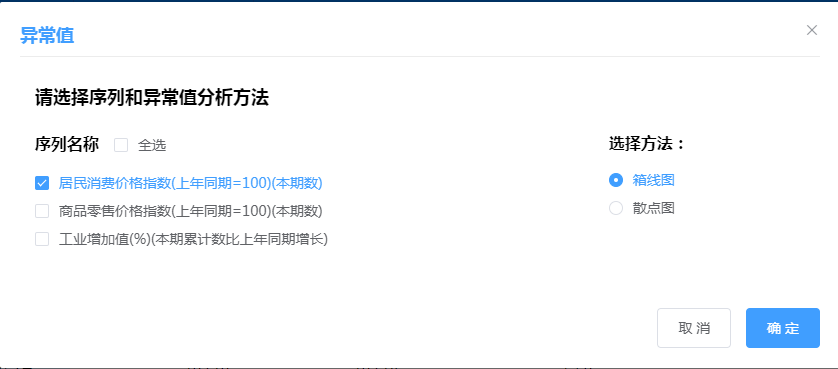 异常值
请选择序列和异常值分析方法
序列名称 全选
居民消费价格指数(上年同期=100)(本期数)
商品零售价格指数(上年同期=100)(本期数)
工业增加值(%)(本期累计数比上年同期增长)
选择方法：
箱线图
散点图
取 消 确 定